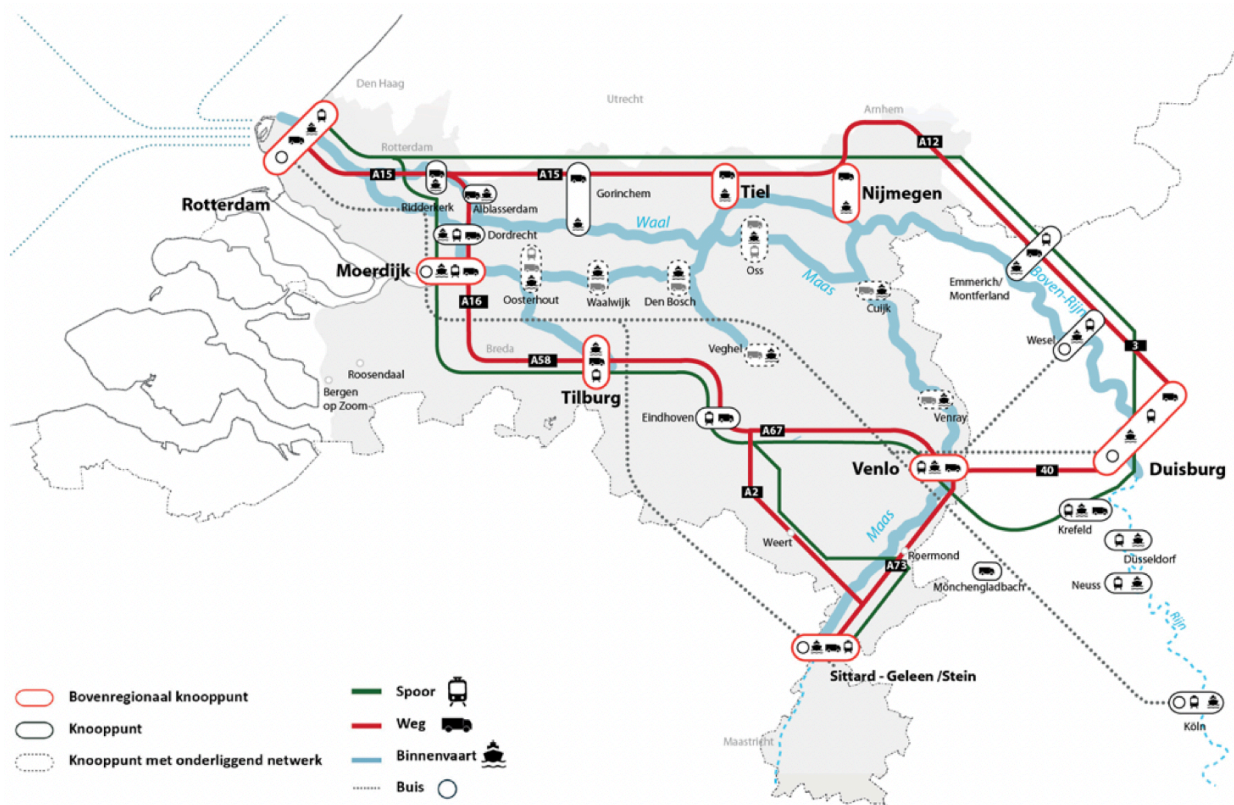 Den Haag
Utrecht
Arnhem
A12
Rotterdam
A15
A15
Gorinchem
Tiel
Nijmegen
Ridderkerk
Alblasserdam
Rotterdam
Waal
Dordrecht
Moerdijk
Oss
Maas
Boven-Rijn
Emmerich/
Montferland
Oosterhout
Waalwijk
Den Bosch
Cuijk
A16
Wesel
3
Breda
A58
Veghel
Roosendaal
Bergen
op Zoom
Tilburg
Venray
Eindhoven
A67
Venlo
40
Duisburg
A2
Maas
Krefeld
Weert
Roermond
A73
Düsseldorf
Mönchengladbach
Neuss
Rijn
Sittard - Geleen /Stein
Köln
Maastricht
Bovenregionaal knooppunt
Knooppunt
Knooppunt met onderliggend netwerk
Spoor
Weg
Binnenvaart
Buis